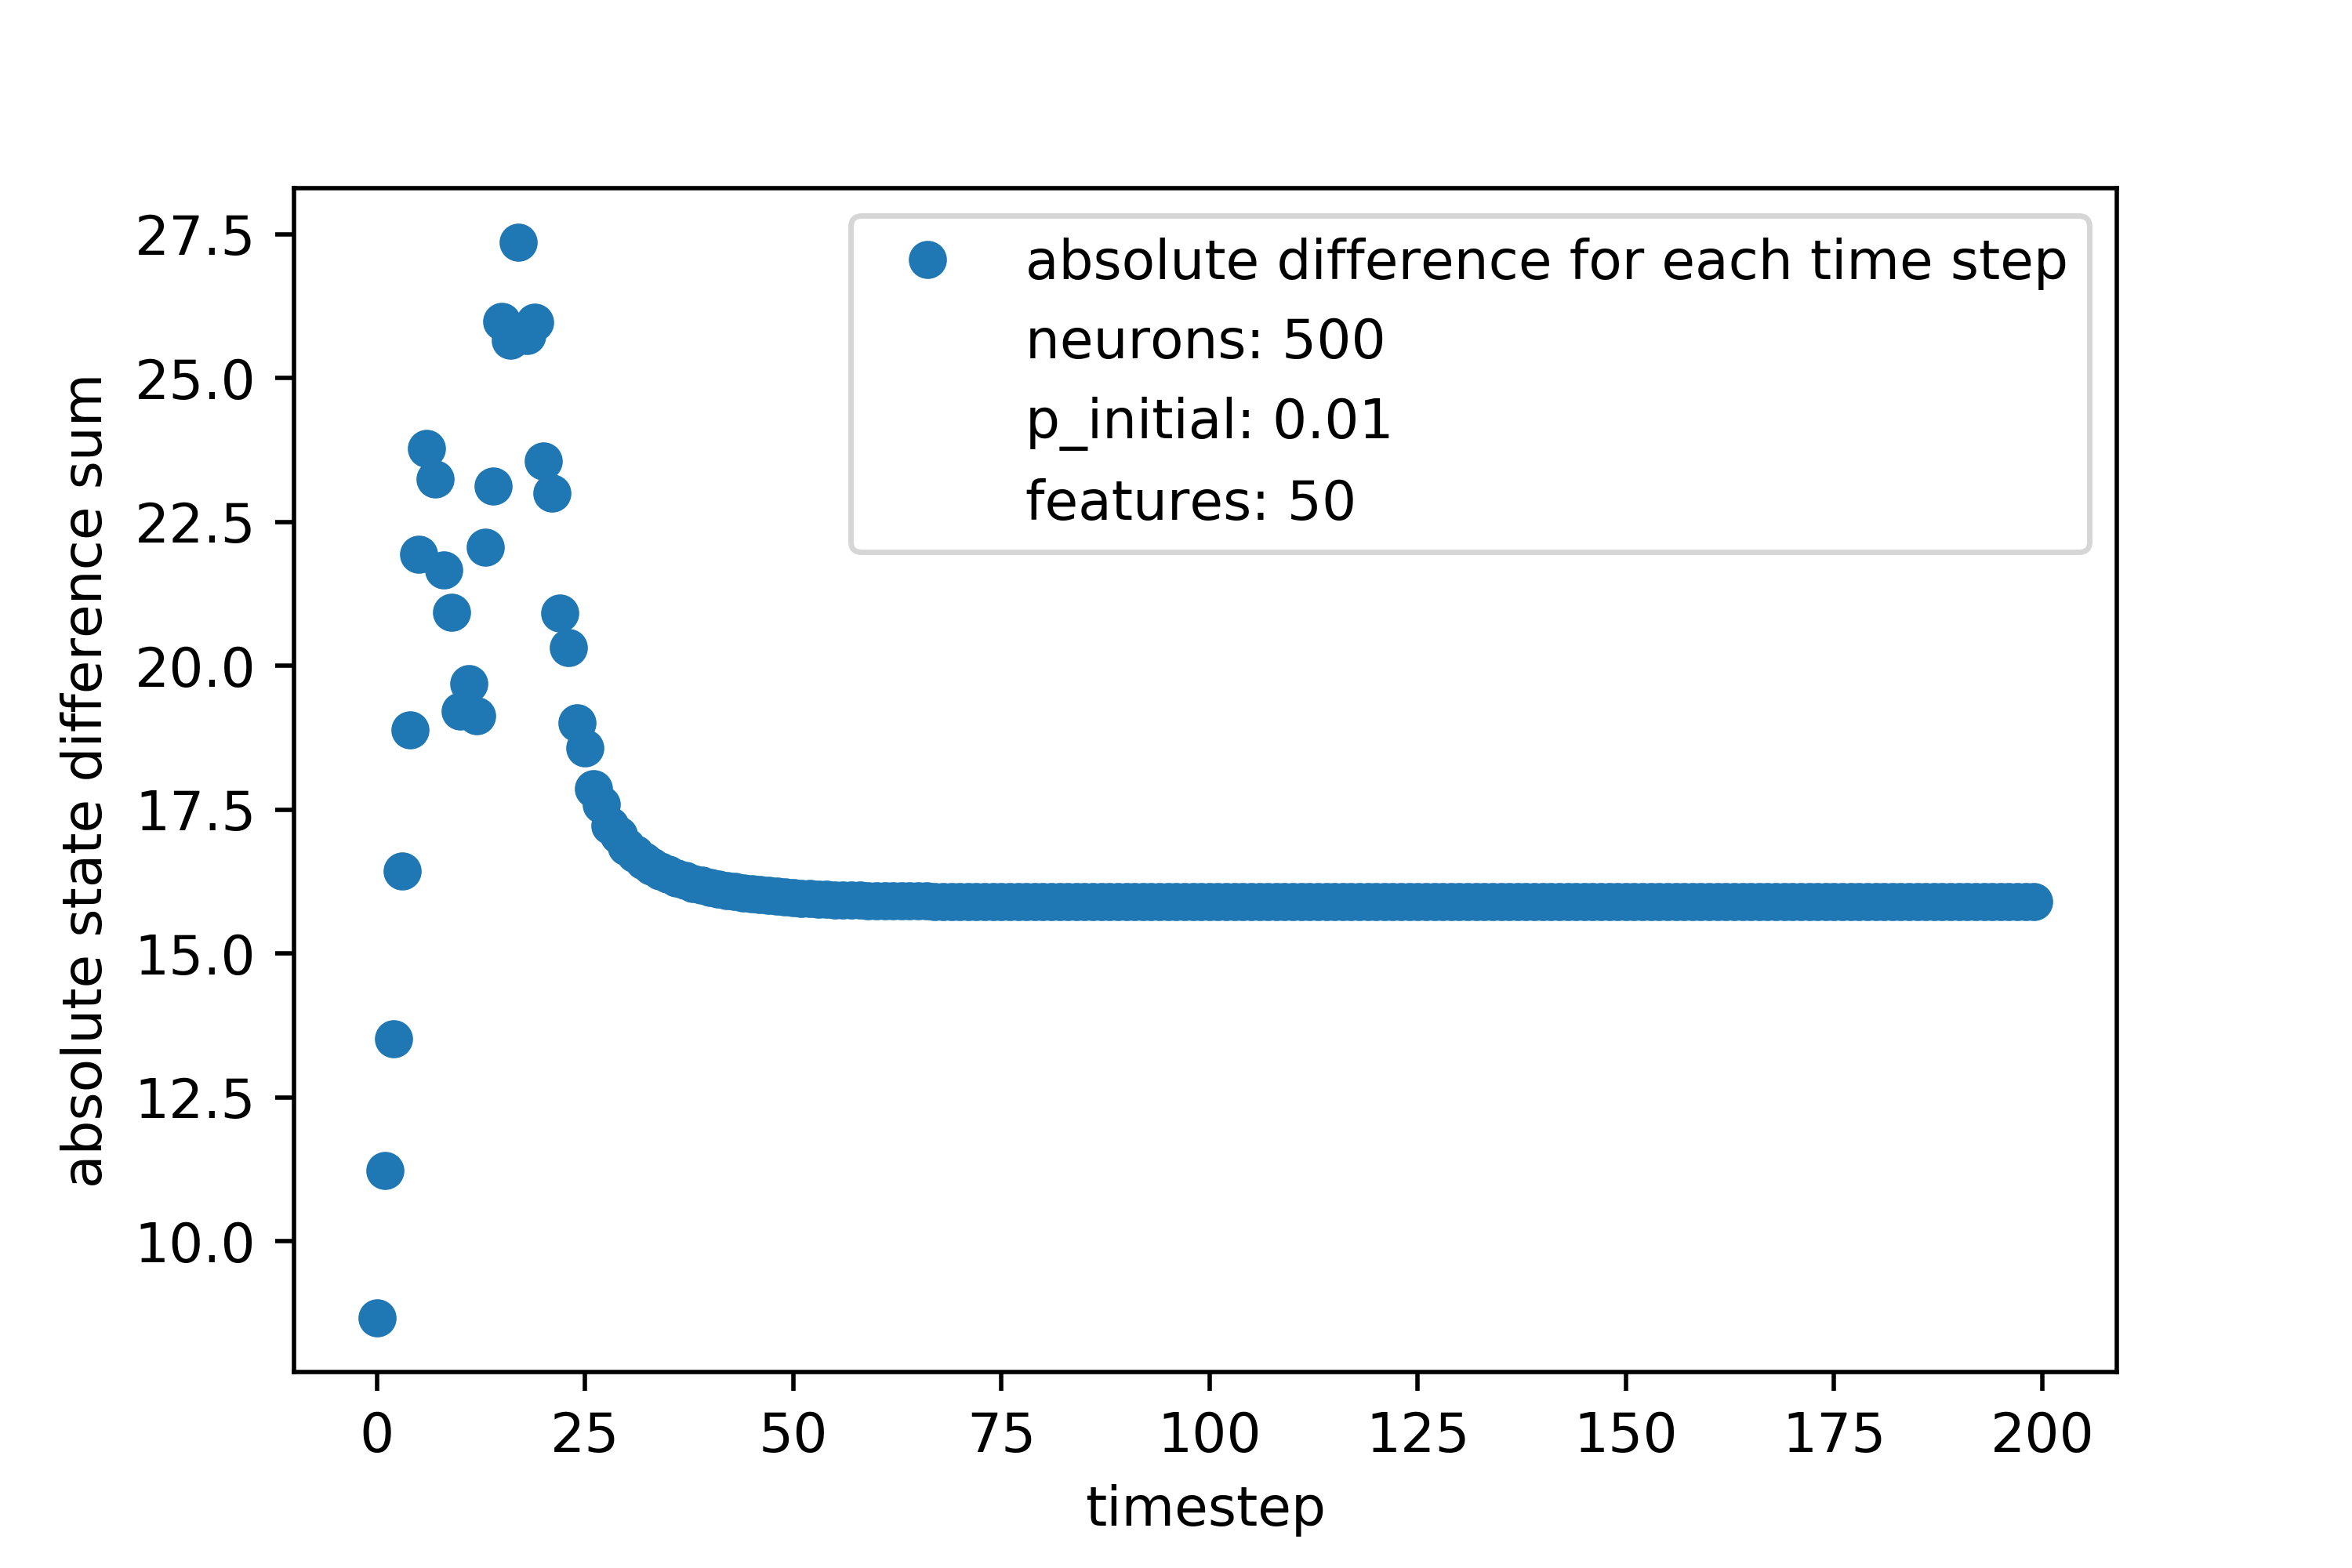 absolute difference for each time step
neurons: 500
p_initial: 0.01
features: 50
absolute state difference sum
27.5
25.0
22.5
20.0
17.5
15.0
12.5
10.0
0 25 50 75 100 125 150 175 200
timestep